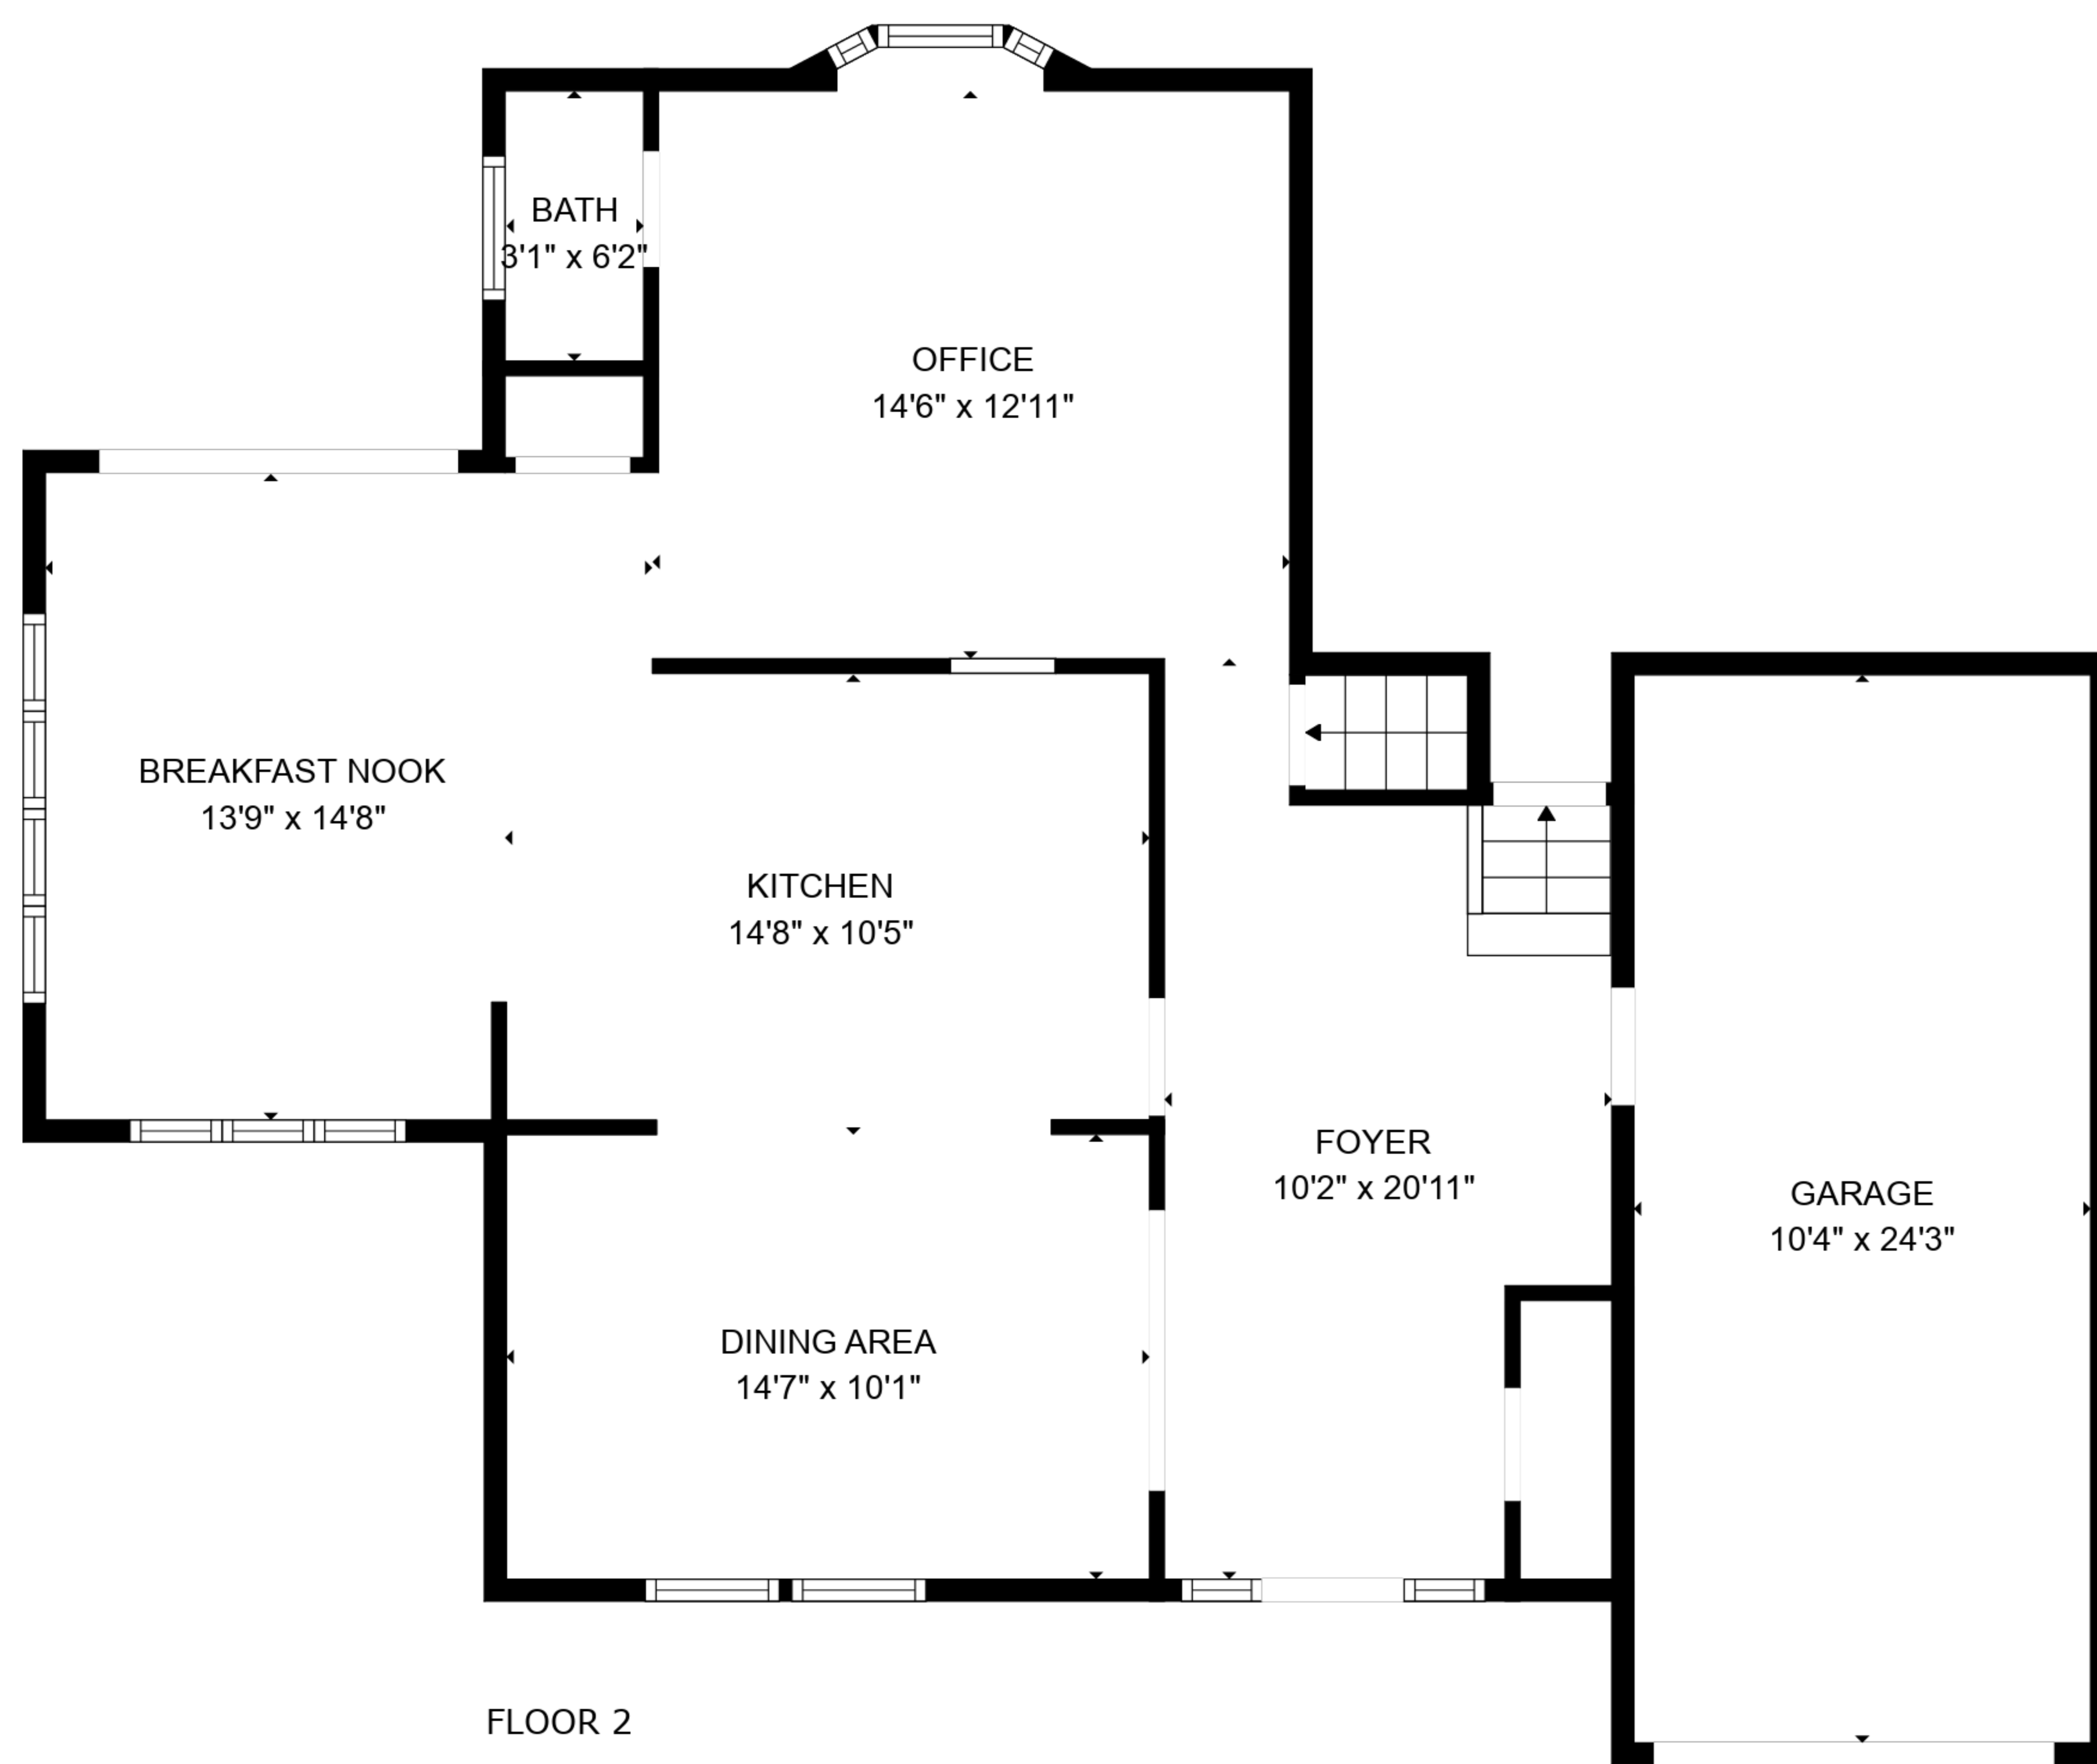 BATH
3'1" x 6'2"
OFFICE
14'6" x 12'11"
BREAKFAST NOOK
13'9" x 14'8"
KITCHEN
14'8" x 10'5"
FOYER
10'2" x 20'11"
GARAGE
10'4" x 24'3"
DINING AREA
14'7" x 10'1"
FLOOR 2